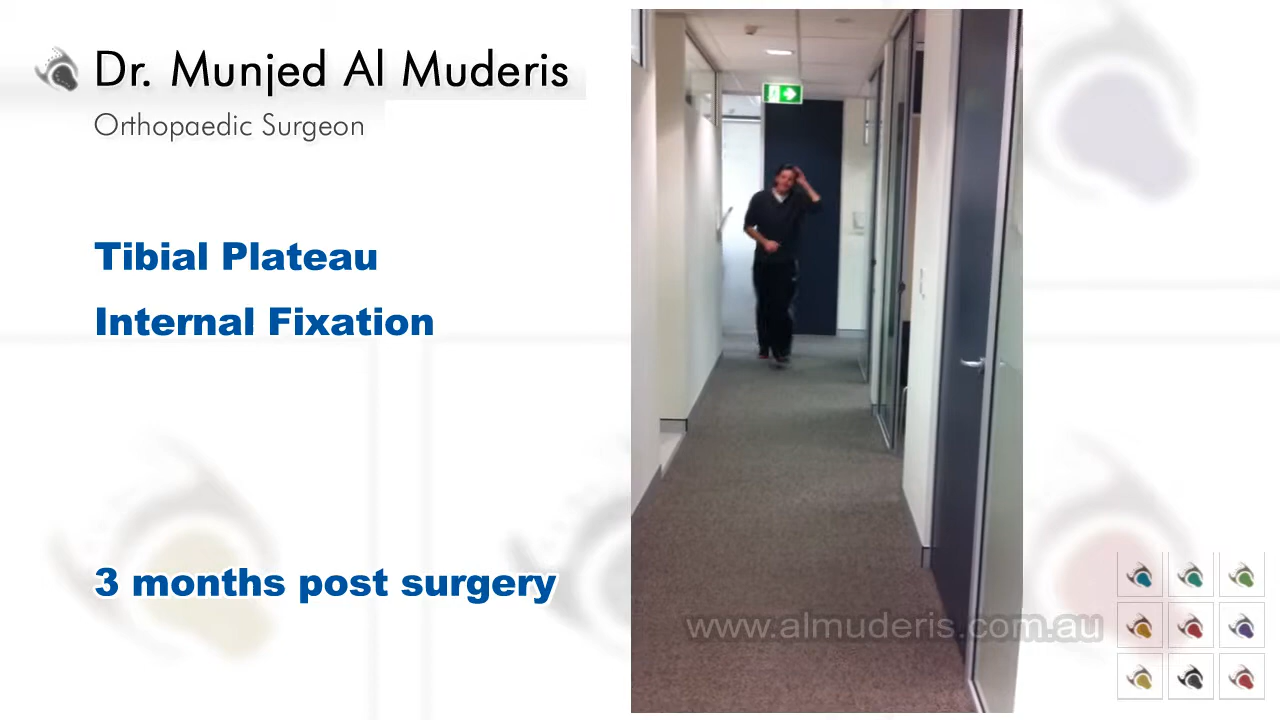 Dr. Munjed Al Muderis
Orthopaedic Surgeon
Tibial Plateau
Internal Fixation
3 months post surgery
www.almuderis.com.au